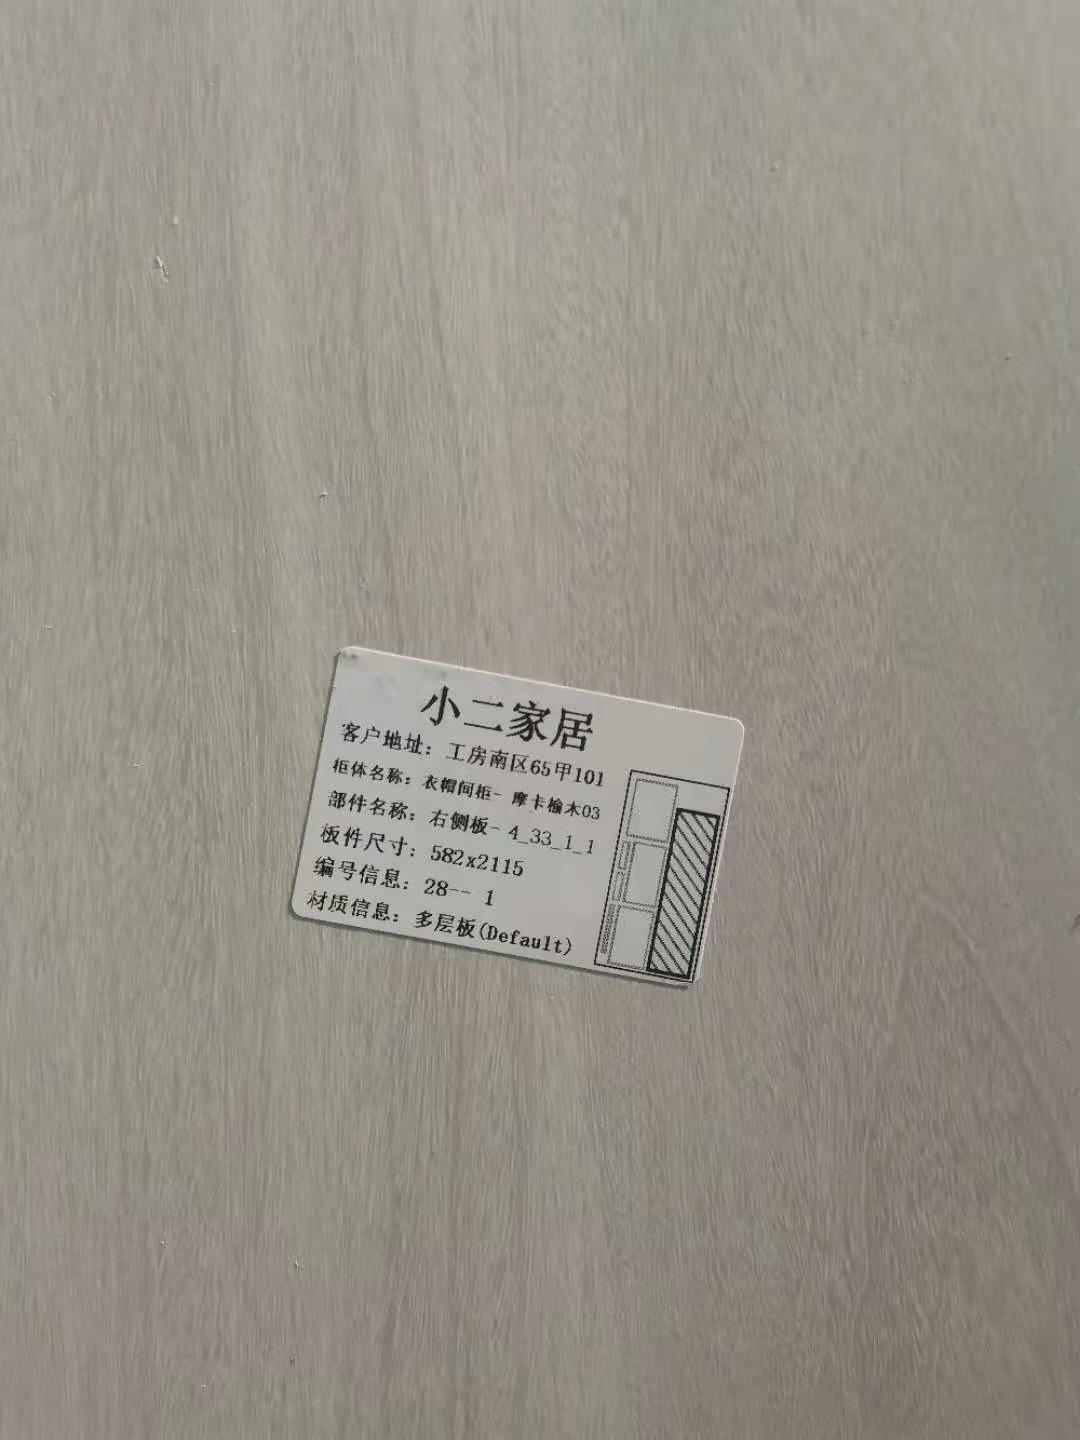 小二家居
客户地址：工房南区65甲101
柜体名称：衣帽间柜- 摩卡榆木03
部件名称：右侧板-4_33_1_1
板件尺寸：582x2115
编号信息：28-- 1
材质信息：多层板(Default)